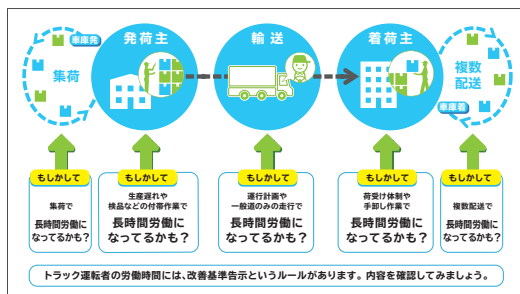 車庫発
集荷
発荷主
輸送
着荷主
複数
配送
車庫着
もしかして
集荷で
長時間労働に
なってるかも?
もしかして
生産遅れや
検品などの付帯作業で
長時間労働に
なってるかも?
もしかして
運行計画や
一般道のみの走行で
長時間労働に
なってるかも?
もしかして
荷受け体制や
手卸し作業で
長時間労働に
なってるかも?
もしかして
複数配送で
長時間労働に
なってるかも?
トラック運転者の労働時間には、改善基準告示というルールがあります。内容を確認してみましょう。